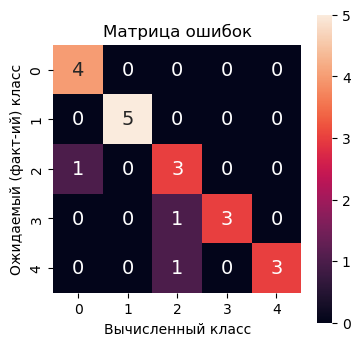 Матрица ошибок
Ожидаемый (факт-ий) класс
0 4 0 0 0 0
1 0 5 0 0 0
2 1 0 3 0 0
3 0 0 1 3 0
4 0 0 1 0 3
0 1 2 3 4
Вычисленный класс
5
4
3
2
1
0